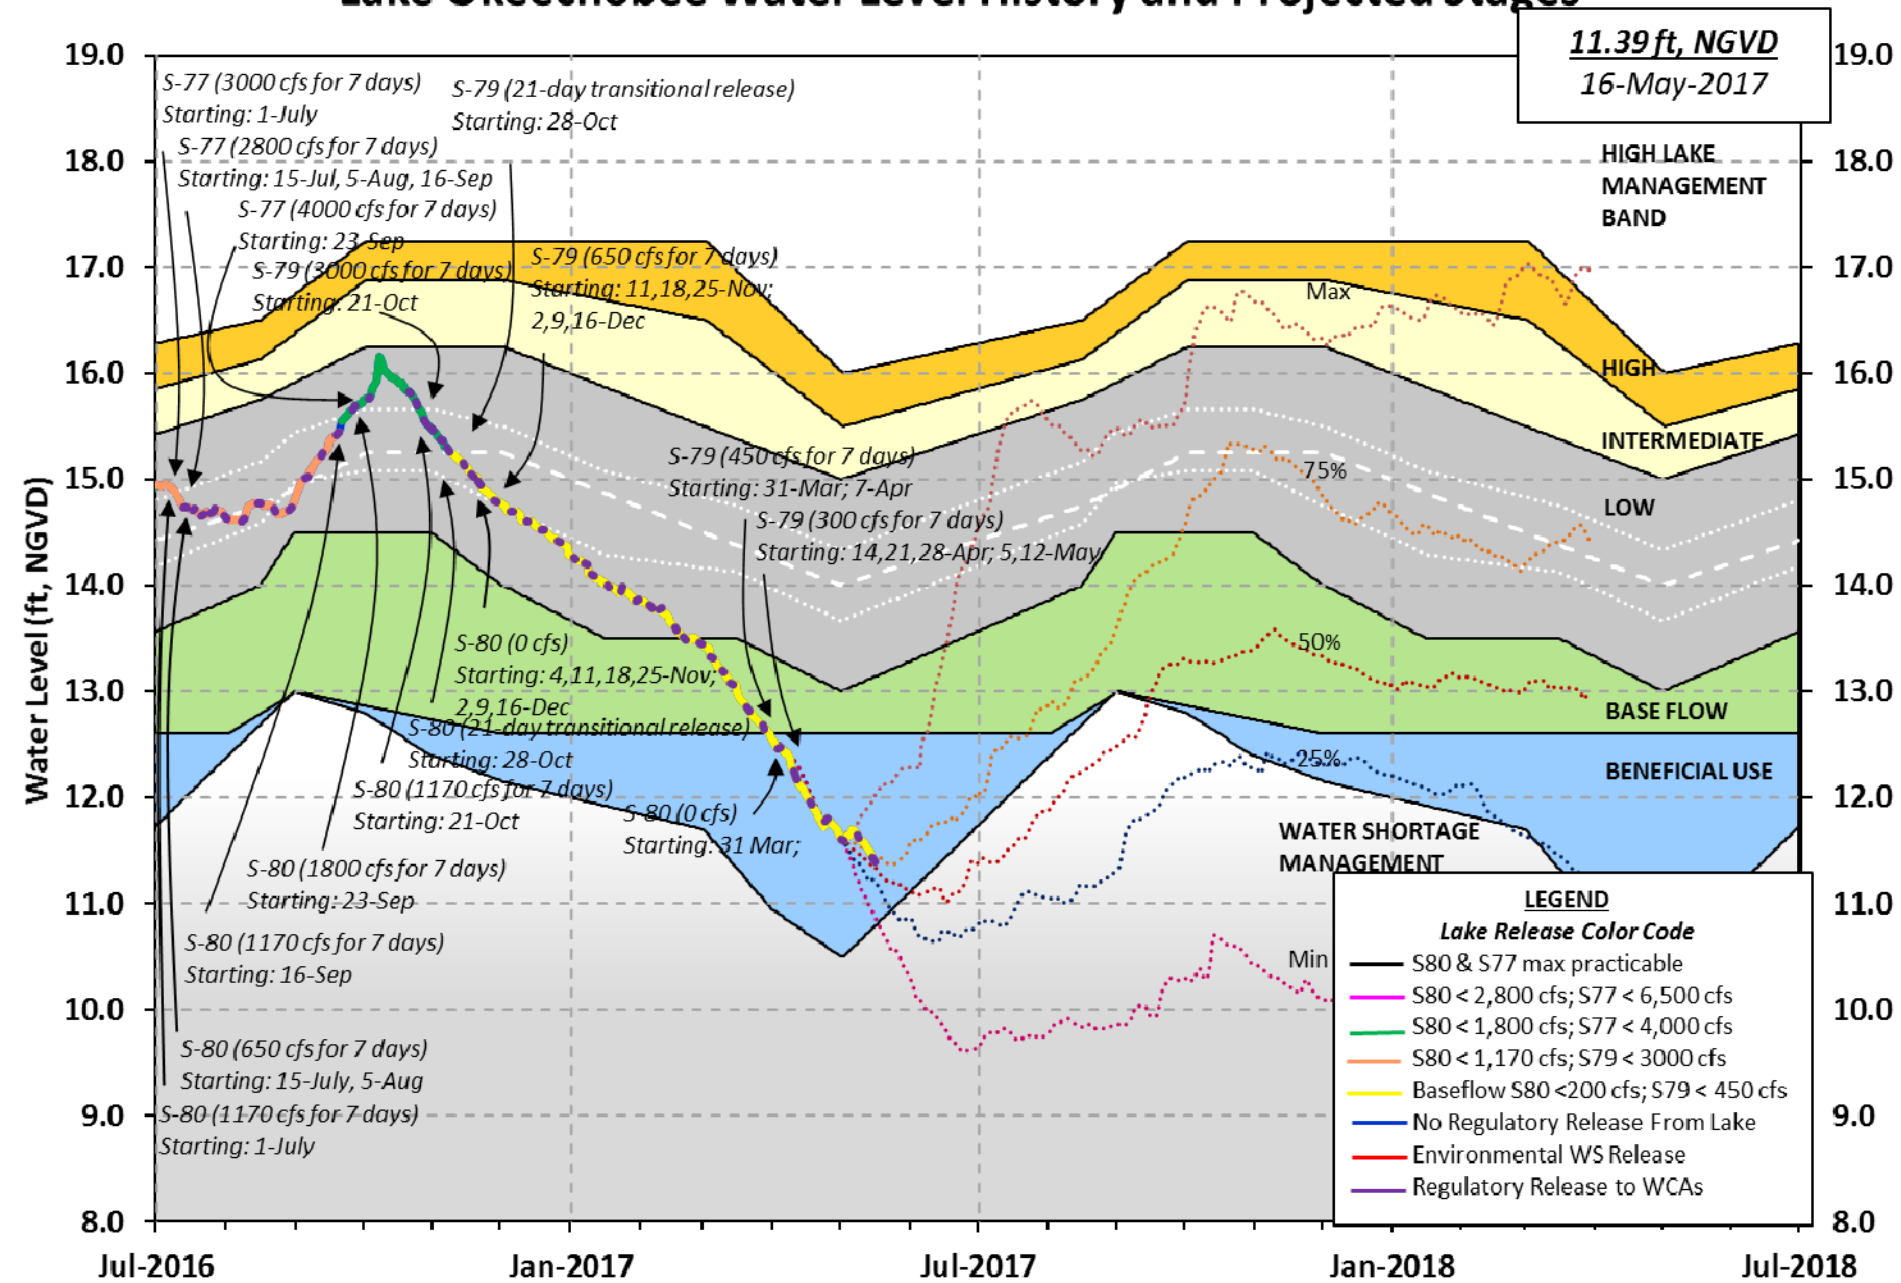 Lake Okeechobee Water Level History and Projected Stages
11.39 ft, NGVD
16-May-2017
19.0
18.0
17.0
16.0
15.0
14.0
13.0
12.0
11.0
10.0
9.0
8.0
Water Level (ft, NGVD)
S-77 (3000 cfs for 7 days)
Starting: 1-July
S-77 (2800 cfs for 7 days)
Starting: 15-Jul, 5-Aug, 16-Sep
S-77 (4000 cfs for 7 days)
Starting: 23-Sep
S-79 (3000 cfs for 7 days)
Starting: 21-Oct
S-79 (21-day transitional release)
Starting: 28-Oct
S-79 (650 cfs for 7 days)
Starting: 11,18,25-Nov;
2,9,16-Dec
S-79 (450 cfs for 7 days)
Starting: 31-Mar; 7-Apr
S-79 (300 cfs for 7 days)
Starting: 14,21,28-Apr; 5,12-May
S-80 (0 cfs)
Starting: 4,11,18,25-Nov,
2,9,16-Dec
S-80 (21-day transitional release)
Starting: 28-Oct
S-80 (1170 cfs for 7 days)
Starting: 21-Oct
S-80 (0 cfs)
Starting: 31 Mar;
S-80 (1800 cfs for 7 days)
Starting: 23-Sep
S-80 (1170 cfs for 7 days)
Starting: 16-Sep
S-80 (650 cfs for 7 days)
Starting: 15-July, 5-Aug
S-80 (1170 cfs for 7 days)
Starting: 1-July
HIGH LAKE
MANAGEMENT
BAND
Max
HIGH
INTERMEDIATE
75%
LOW
50%
BASE FLOW
25%
BENEFICIAL USE
WATER SHORTAGE
MANAGEMENT
Min
LEGEND
Lake Release Color Code
S80 & S77 max practicable
S80 < 2,800 cfs; S77 < 6,500 cfs
S80 < 1,800 cfs; S77 < 4,000 cfs
S80 < 1,170 cfs; S79 < 3000 cfs
Baseflow S80 <200 cfs; S79 < 450 cfs
No Regulatory Release From Lake
Environmental WS Release
Regulatory Release to WCAs
19.0
18.0
17.0
16.0
15.0
14.0
13.0
12.0
11.0
10.0
9.0
8.0
Jul-2016
Jan-2017
Jul-2017
Jan-2018
Jul-2018